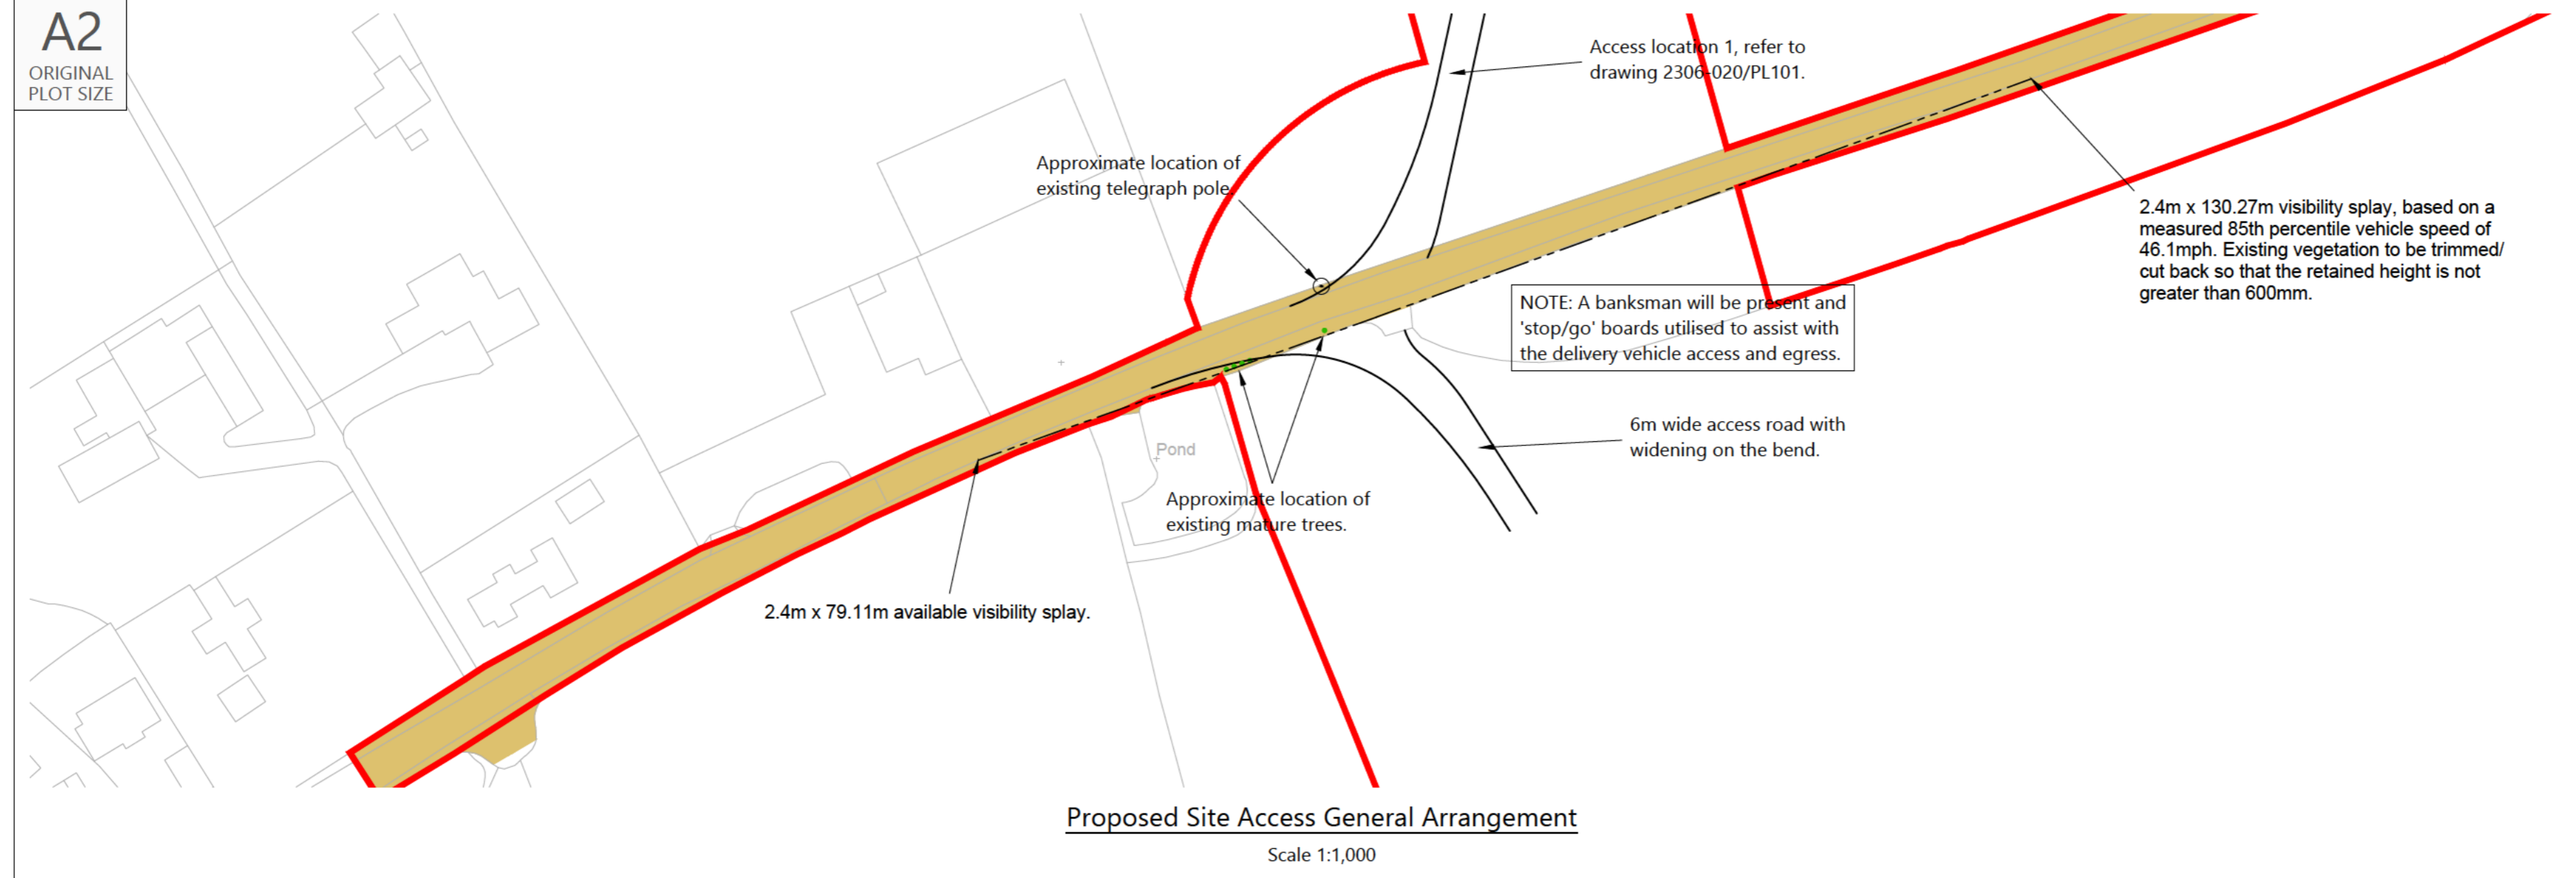 A2
ORIGINAL
PLOT SIZE
Access location 1, refer to
drawing 2306-020/PL101.
Approximate location of
existing telegraph pole
2.4m x 130.27m visibility splay, based on a
measured 85th percentile vehicle speed of
46.1mph. Existing vegetation to be trimmed/
cut back so that the retained height is not
greater than 600mm.
NOTE: A banksman will be present and
'stop/go' boards utilised to assist with
the delivery vehicle access and egress.
6m wide access road with
widening on the bend.
Pond
Approximate location of
existing mature trees.
2.4m x 79.11m available visibility splay.
Proposed Site Access General Arrangement
Scale 1:1,000